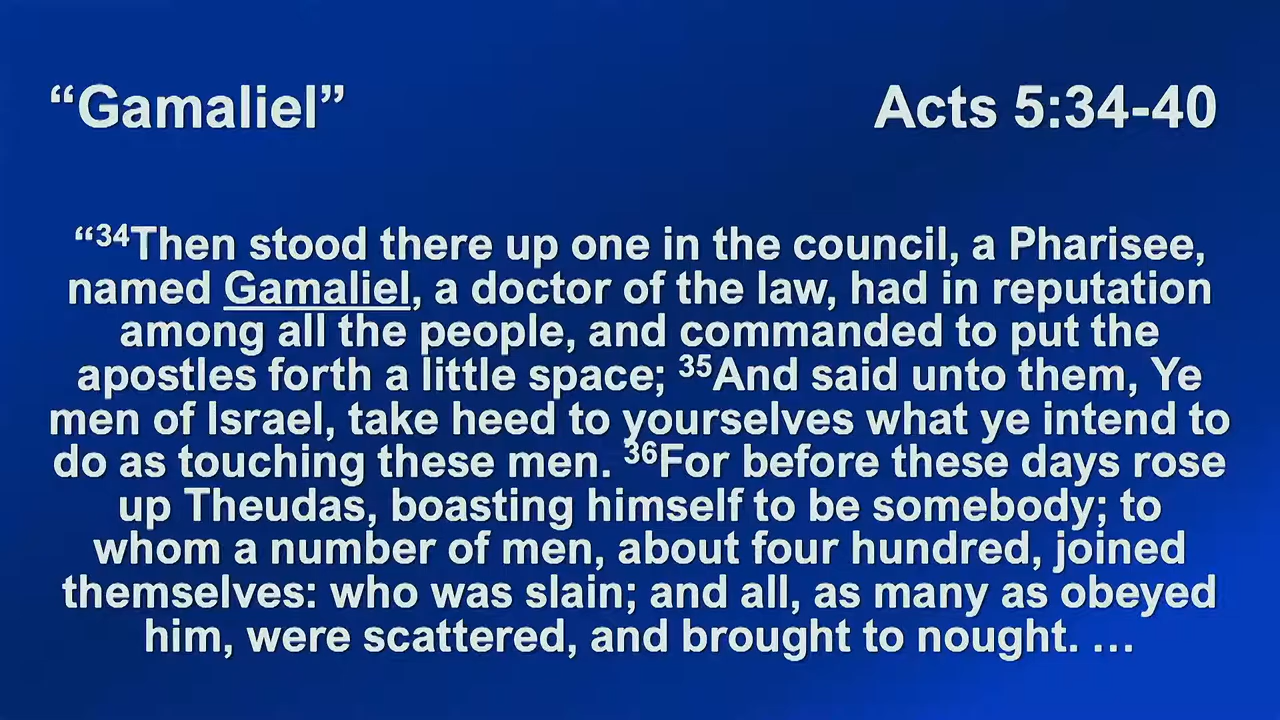 “Gamaliel” Acts 5:34-40
“34Then stood there up one in the council, a Pharisee,
named Gamaliel, a doctor of the law, had in reputation
among all the people, and commanded to put the
apostles forth a little space; 35And said unto them, Ye
men of Israel, take heed to yourselves what ye intend to
do as touching these men. 36For before these days rose
up Theudas, boasting himself to be somebody; to
whom a number of men, about four hundred, joined
themselves: who was slain; and all, as many as obeyed
him, were scattered, and brought to nought. …